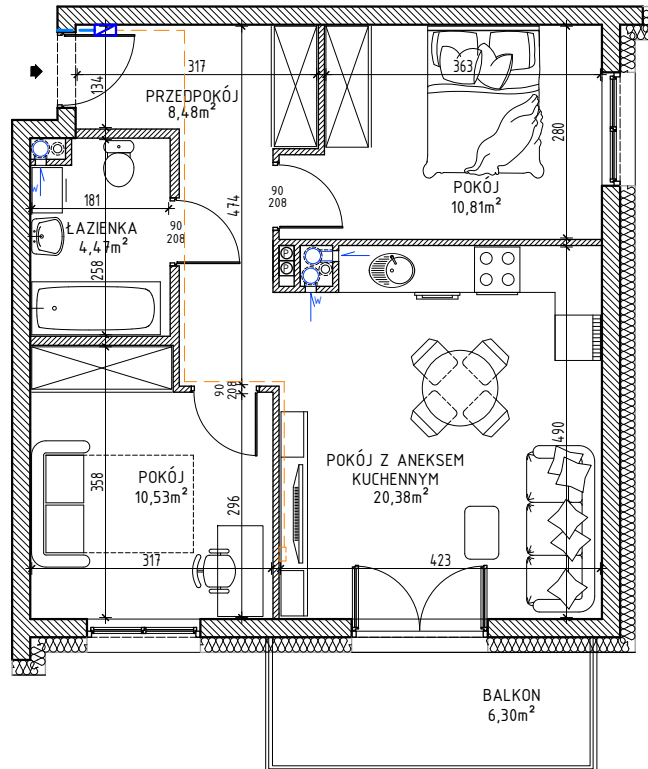 317
363
134
PRZEDPOKÓJ
8,48m²
280
POKÓJ
10,81m²
90
208
474
181
ŁAZIENKA
4,47m²
90
208
258
W
W
90
208
490
358
POKÓJ
10,53m²
POKÓJ Z ANEKSEM
KUCHENNYM
20,38m²
296
317
423
BALKON
6,30m²